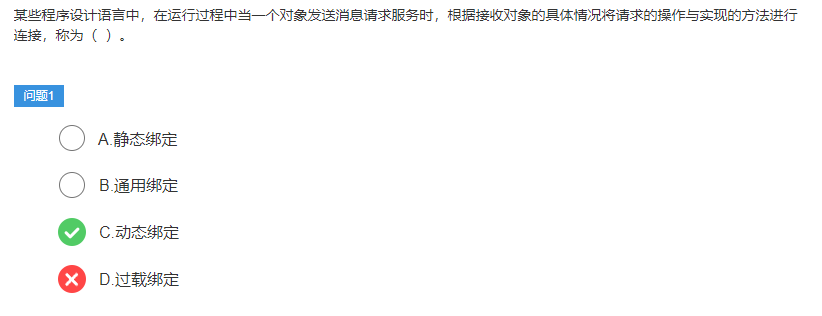 某些程序设计语言中，在运行过程中当一个对象发送消息请求服务时，根据接收对象的具体情况将请求的操作与实现的方法进行
连接，称为（ ）。
问题1
A.静态绑定
B.通用绑定
C.动态绑定
D.过载绑定